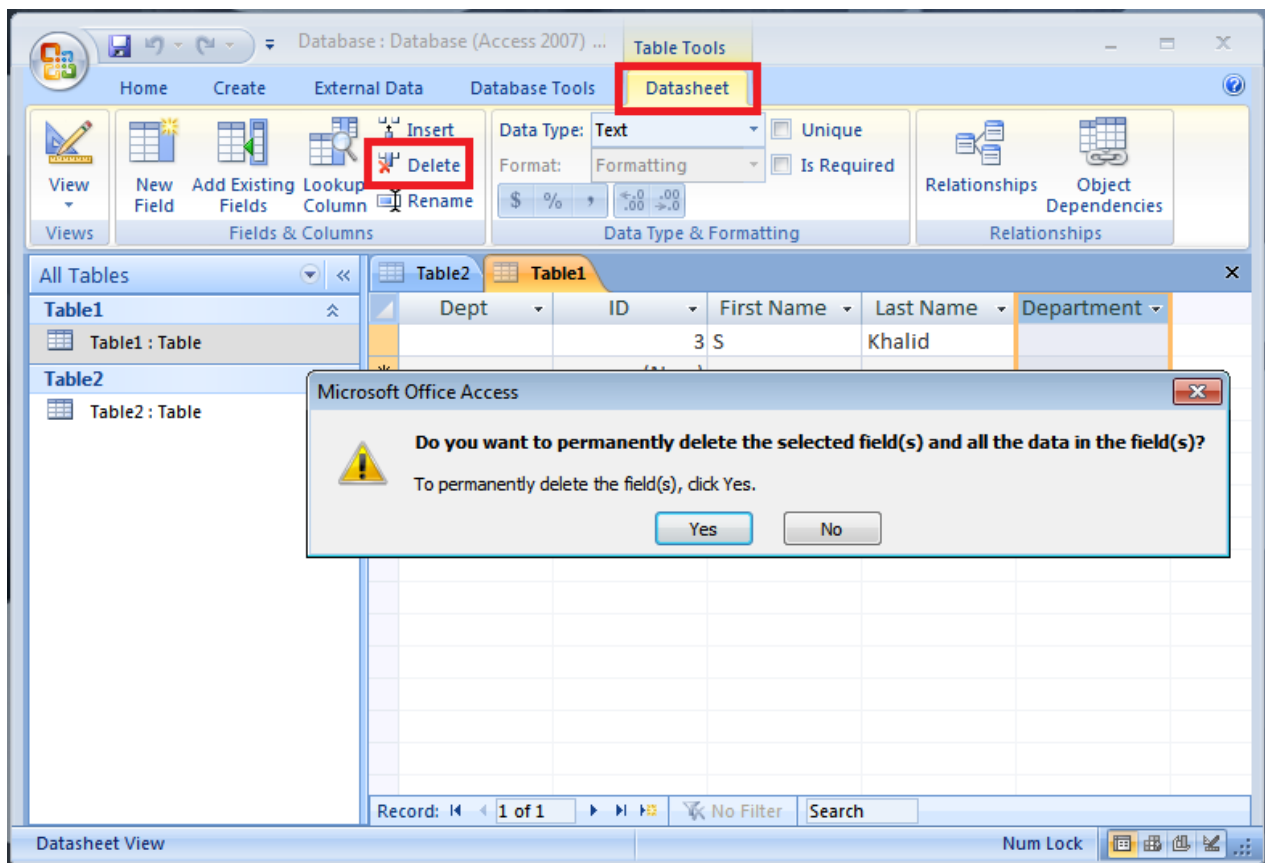 Database : Database (Access 2007) ... Table Tools
Home Create External Data Database Tools Datasheet
View
New Field
Add Existing Fields
Lookup Column
Insert
Delete
Rename
Data Type: Text
Format: Formatting
$ % , .0 .00 .00 .0
Unique
Is Required
Relationships
Object Dependencies
Views Fields & Columns Data Type & Formatting Relationships
All Tables
Table1
Table1 : Table
Table2
Table2 : Table
Table2 Table1
Dept ID First Name Last Name Department
3 S Khalid
Microsoft Office Access
Do you want to permanently delete the selected field(s) and all the data in the field(s)?
To permanently delete the field(s), click Yes.
Yes No
Record: 1 of 1 No Filter Search
Datasheet View Num Lock